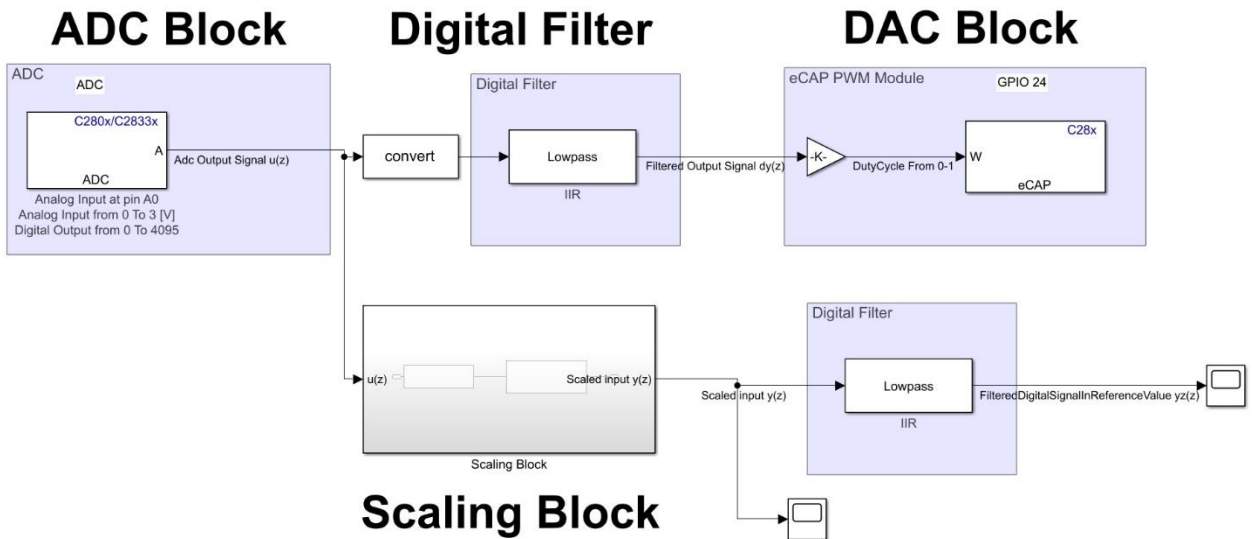 ADC Block
Digital Filter
DAC Block
ADC
ADC
C280x/C2833x
A
ADC
Analog Input at pin A0
Analog Input from 0 To 3 [V]
Digital Output from 0 To 4095
Adc Output Signal u(z)
convert
Digital Filter
Lowpass
IIR
Filtered Output Signal dy(z)
eCAP PWM Module
GPIO 24
-K-
DutyCycle From 0-1
C28x
W
eCAP
u(z)
Scaled input y(z)
Scaling Block
Scaled input y(z)
Digital Filter
Lowpass
IIR
FilteredDigitalSignalInReferenceValue yz(z)
Scaling Block